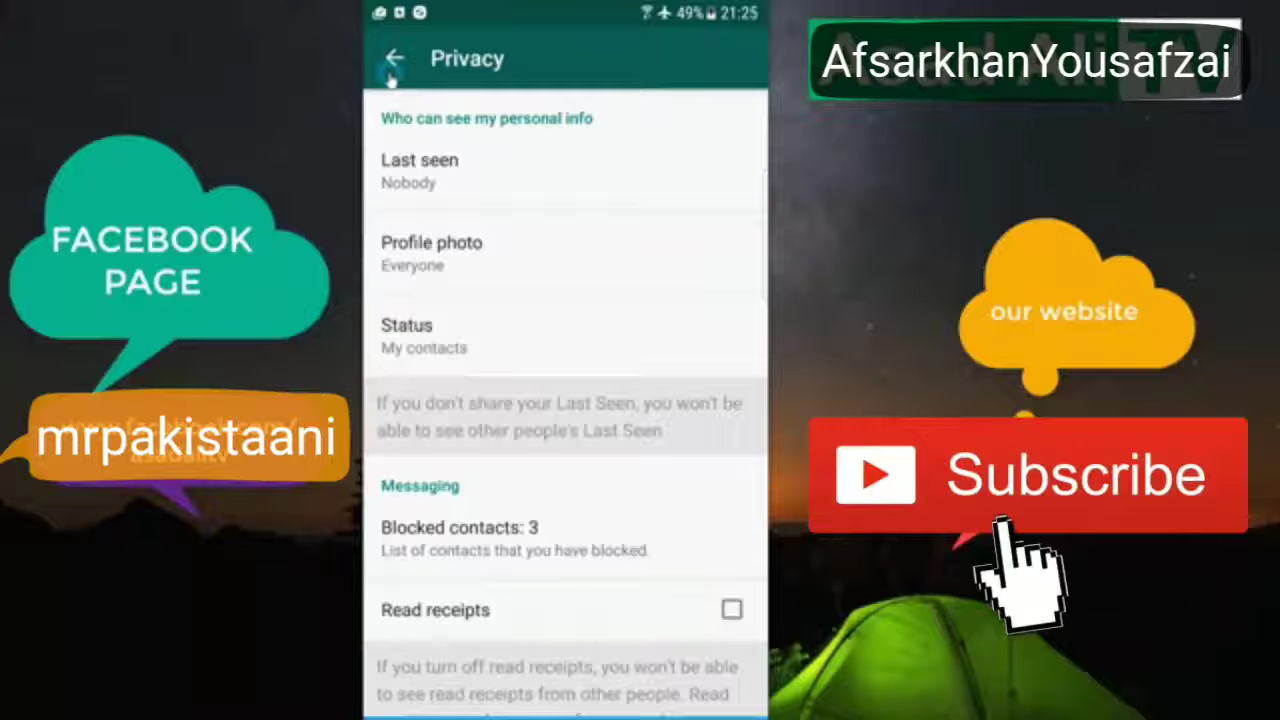 49% 21:25
Privacy
AfsarkhanYousafzai
Who can see my personal info
Last seen
Nobody
Profile photo
Everyone
Status
My contacts
If you don't share your Last Seen, you won't be
able to see other people's Last Seen
Messaging
Blocked contacts: 3
List of contacts that you have blocked
Read receipts
If you turn off read receipts, you won't be able
to see read receipts from other people. Read
FACEBOOK
PAGE
mrpakistaani
our website
Subscribe